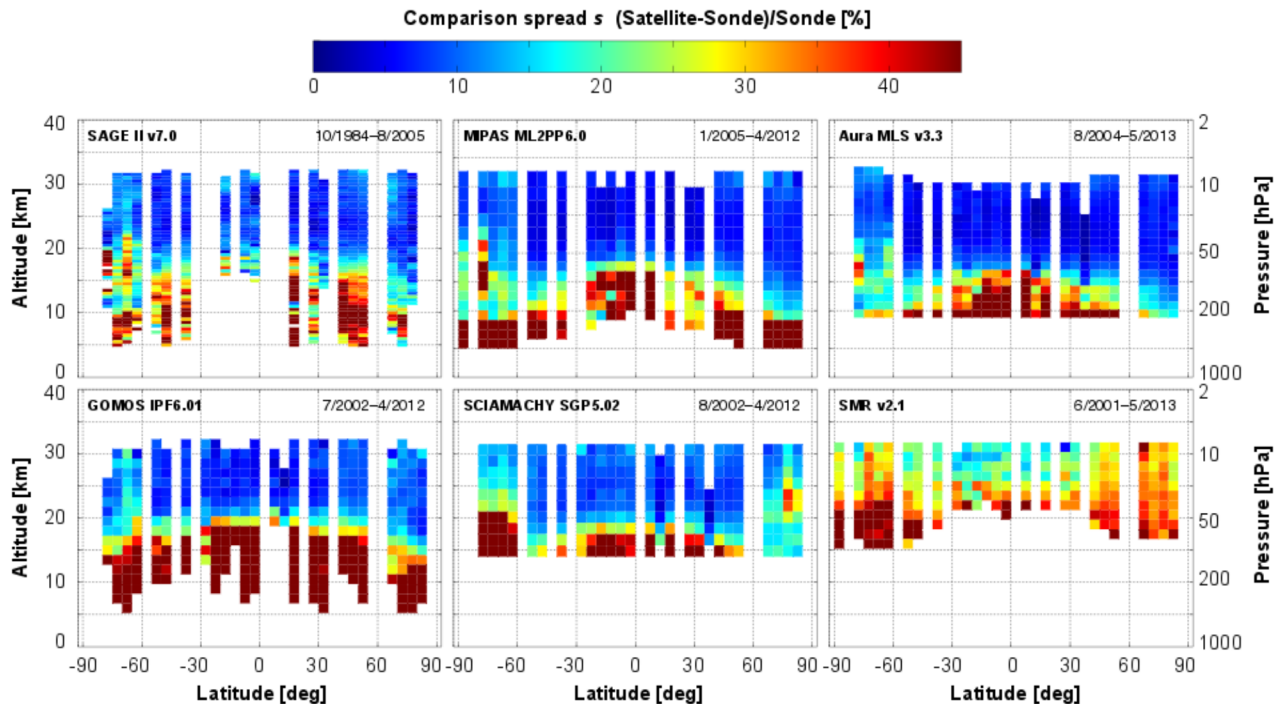 Comparison spread s (Satellite-Sonde)/Sonde [%]
0 10 20 30 40
SAGE II v7.0 10/1984–8/2005
MIPAS ML2PP6.0 1/2005–4/2012
Aura MLS v3.3 8/2004–5/2013
40
30
20
10
0
Altitude [km]
2
10
50
200
1000
Pressure [hPa]
GOMOS IPF6.01 7/2002–4/2012
SCIAMACHY SGP5.02 8/2002–4/2012
SMR v2.1 6/2001–5/2013
40
30
20
10
0
Altitude [km]
2
10
50
200
1000
Pressure [hPa]
-90 -60 -30 0 30 60 90
-90 -60 -30 0 30 60 90
-90 -60 -30 0 30 60 90
Latitude [deg]
Latitude [deg]
Latitude [deg]